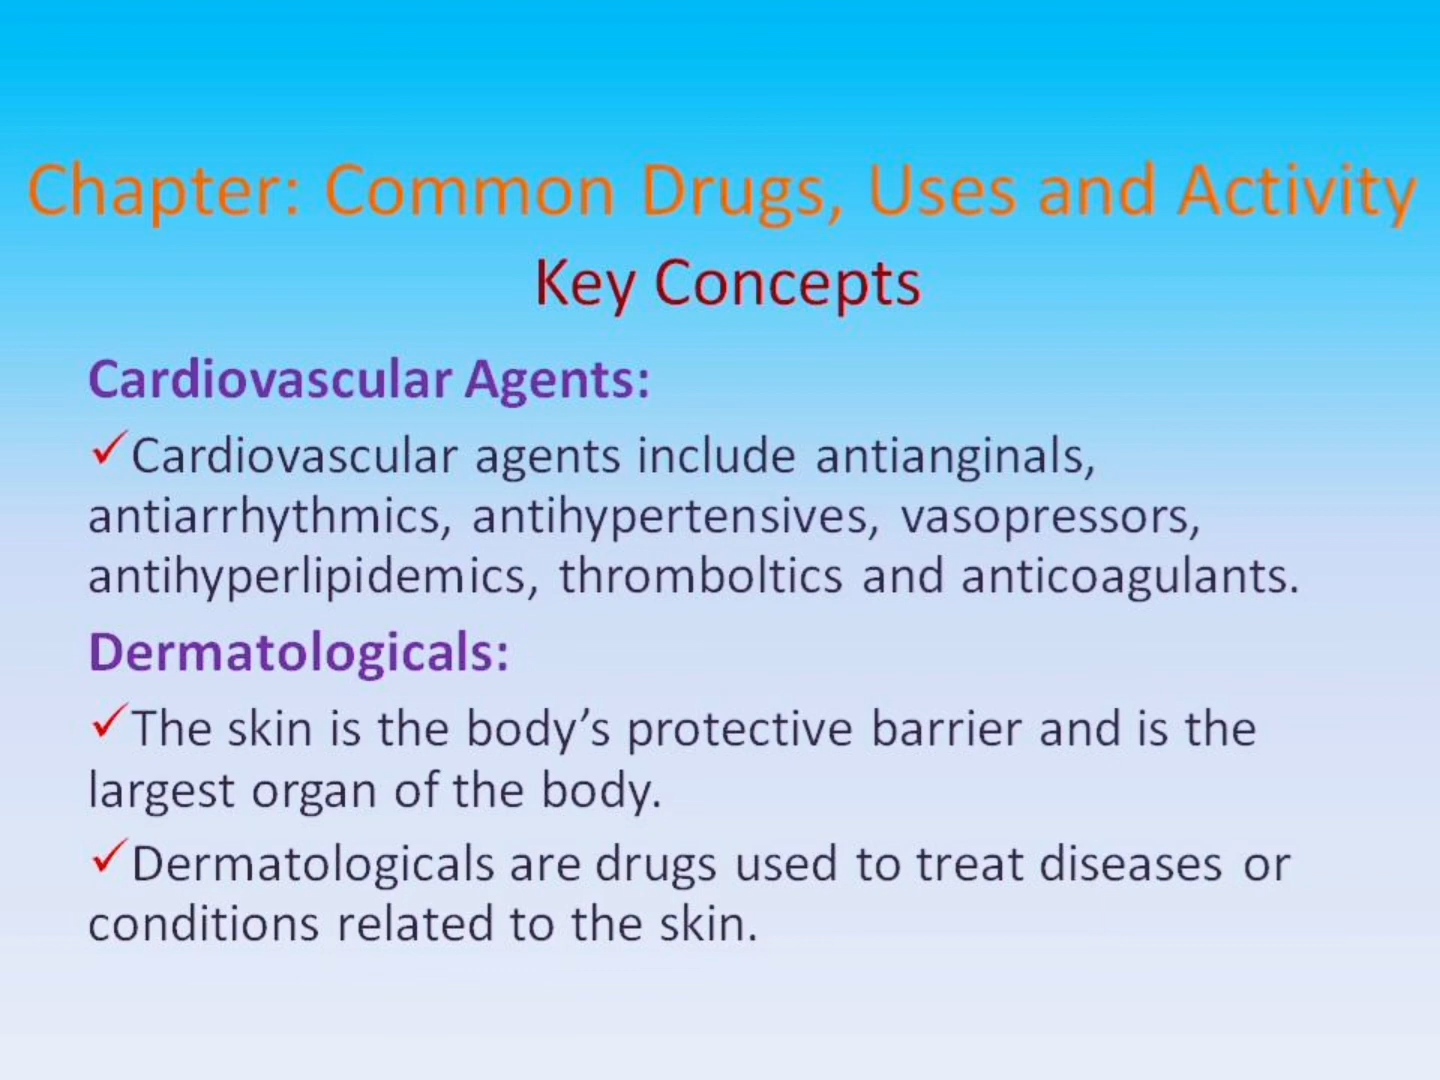 Chapter: Common Drugs, Uses and Activity
Key Concepts
Cardiovascular Agents:
✓Cardiovascular agents include antianginals,
antiarrhythmics, antihypertensives, vasopressors,
antihyperlipidemics, thromboltics and anticoagulants.
Dermatologicals:
✓The skin is the body’s protective barrier and is the
largest organ of the body.
✓Dermatologicals are drugs used to treat diseases or
conditions related to the skin.